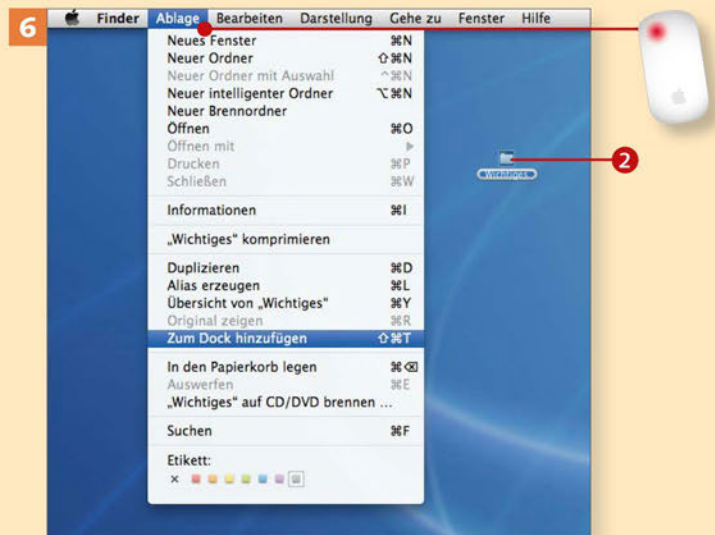 6
Finder Ablage Bearbeiten Darstellung Gehe zu Fenster Hilfe
Neues Fenster ⌘N
Neuer Ordner ⇧⌘N
Neuer Ordner mit Auswahl ^⌘N
Neuer intelligenter Ordner ⌥⌘N
Neuer Brennordner
Öffnen ⌘O
Öffnen mit ▶
Drucken ⌘P
Schließen ⌘W
Informationen ⌘I
„Wichtiges“ komprimieren
Duplizieren ⌘D
Alias erzeugen ⌘L
Übersicht von „Wichtiges“ ⌘Y
Original zeigen ⌘R
Zum Dock hinzufügen ⇧⌘T
In den Papierkorb legen ⌘⌫
Auswerfen ⌘E
„Wichtiges“ auf CD/DVD brennen ...
Suchen ⌘F
Etikett:
×
Wichtiges
2